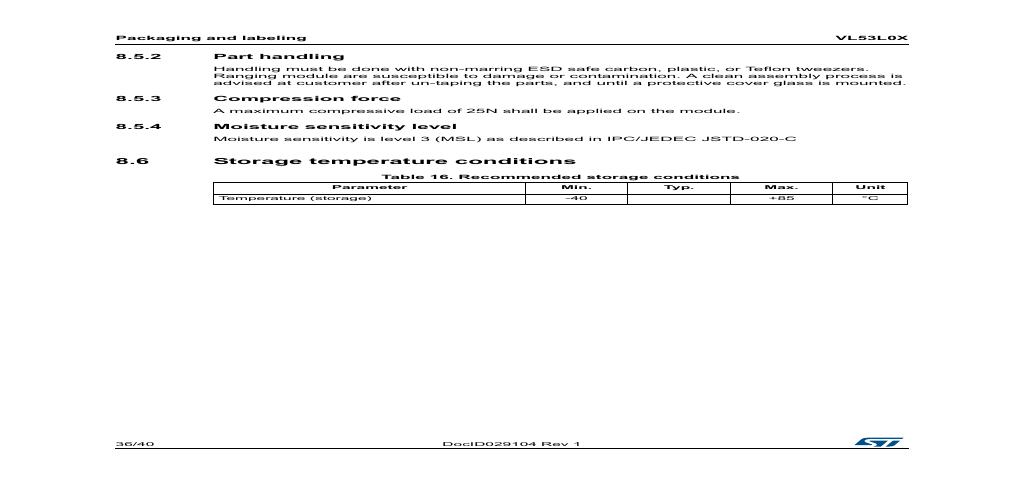 Packaging and labeling VL53L0X
8.5.2 Part handling
Handling must be done with non-marring ESD safe carbon, plastic, or Teflon tweezers.
Ranging module are susceptible to damage or contamination. A clean assembly process is
advised at customer after un-taping the parts, and until a protective cover glass is mounted.
8.5.3 Compression force
A maximum compressive load of 25N shall be applied on the module.
8.5.4 Moisture sensitivity level
Moisture sensitivity is level 3 (MSL) as described in IPC/JEDEC JSTD-020-C
8.6 Storage temperature conditions
Table 16. Recommended storage conditions
Parameter Min. Typ. Max. Unit
Temperature (storage) -40 +85 °C
36/40 DocID029104 Rev 1 ST